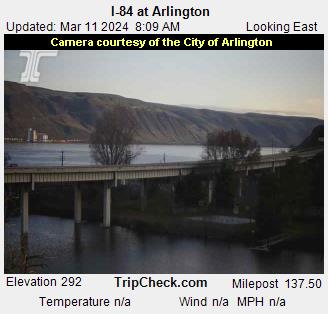 I-84 at Arlington
Updated: Mar 11 2024 8:09 AM Looking East
Camera courtesy of the City of Arlington
Elevation 292 TripCheck.com Milepost 137.50
Temperature n/a Wind n/a MPH n/a